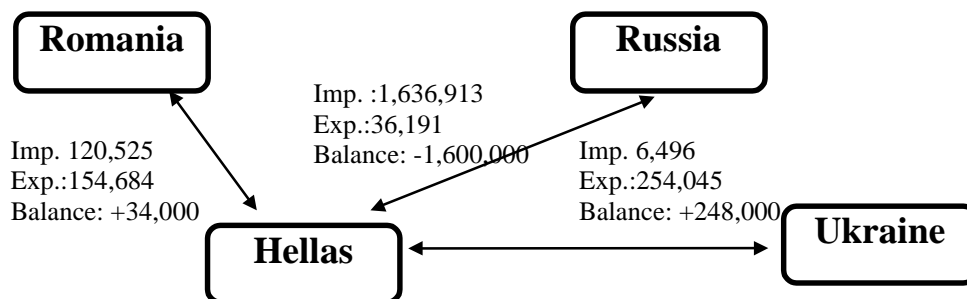 Romania
Russia
Imp. :1,636,913
Exp.:36,191
Balance: -1,600,000
Imp. 120,525
Exp.:154,684
Balance: +34,000
Imp. 6,496
Exp.:254,045
Balance: +248,000
Hellas
Ukraine